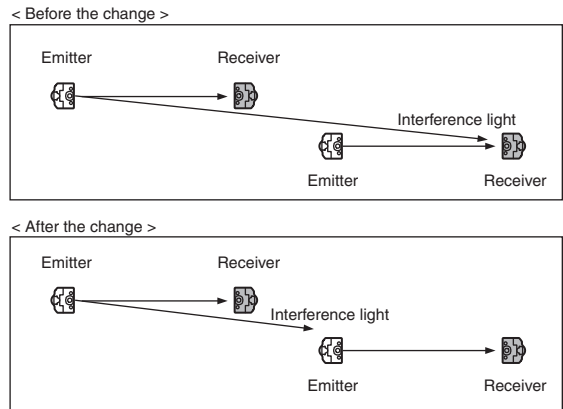 < Before the change >
Emitter Receiver
Interference light
Emitter Receiver
< After the change >
Emitter Receiver
Interference light
Emitter Receiver